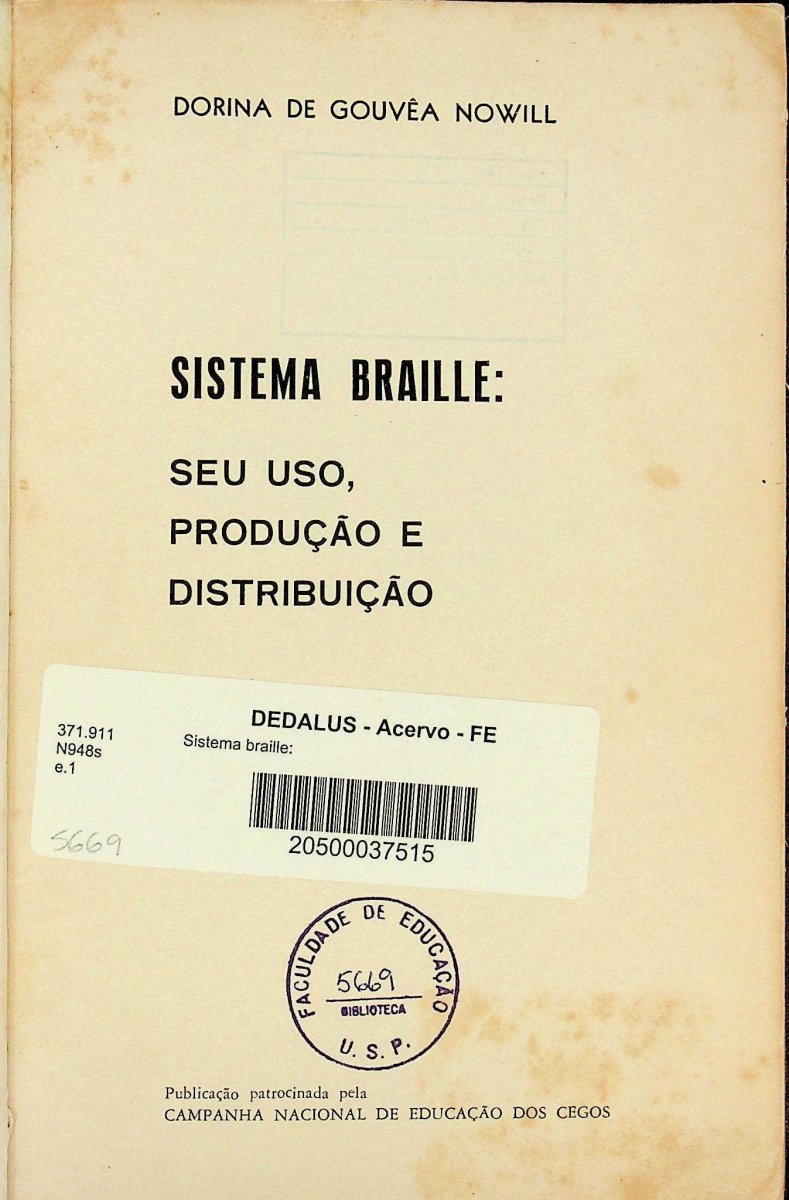 DORINA DE GOUVÊA NOWILL
SISTEMA BRAILLE:
SEU USO,
PRODUÇÃO E
DISTRIBUIÇÃO
DEDALUS - Acervo - FE
Sistema braille:
371.911
N948s
e.1
20500037515
5669
FACULDADE DE EDUCAÇÃO
5669
BIBLIOTECA
U. S. P.
Publicação patrocinada pela
CAMPANHA NACIONAL DE EDUCAÇÃO DOS CEGOS